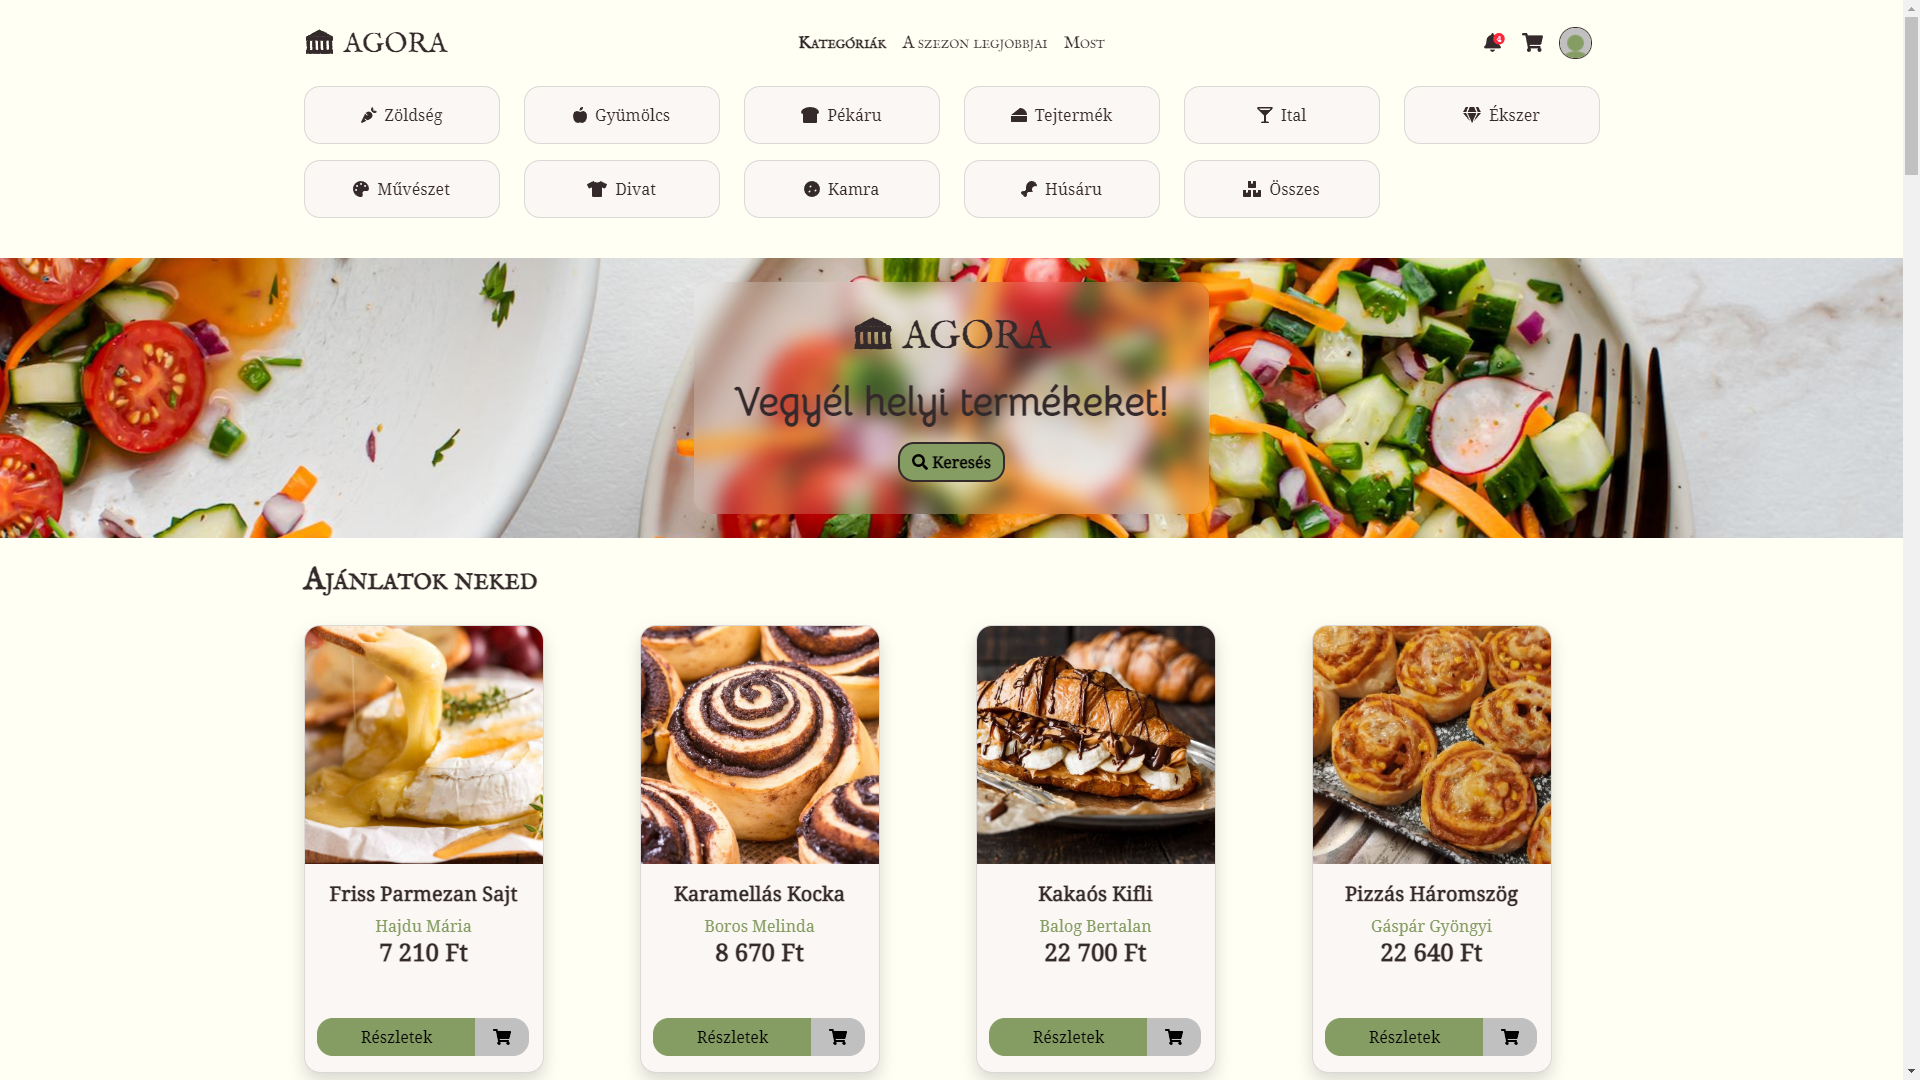 AGORA
Kategóriák A szezon legjobbjai Most
4
Zöldség Gyümölcs Pékáru Tejtermék Ital Ékszer
Művészet Divat Kamra Húsáru Összes
AGORA
Vegyél helyi termékeket!
Keresés
Ajánlatok neked
Friss Parmezan Sajt
Hajdu Mária
7 210 Ft
Részletek
Karamellás Kocka
Boros Melinda
8 670 Ft
Részletek
Kakaós Kifli
Balog Bertalan
22 700 Ft
Részletek
Pizzás Háromszög
Gáspár Gyöngyi
22 640 Ft
Részletek